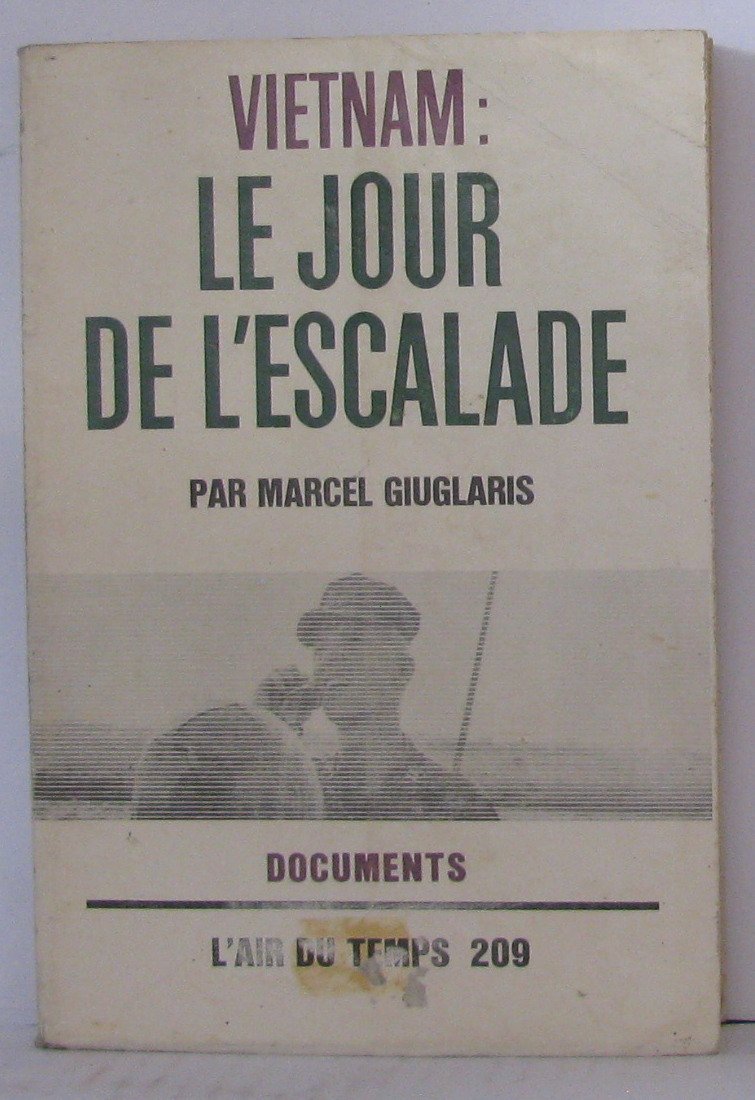 VIETNAM:
LE JOUR
DE L'ESCALADE
PAR MARCEL GIUGLARIS
DOCUMENTS
L'AIR DU TEMPS 209